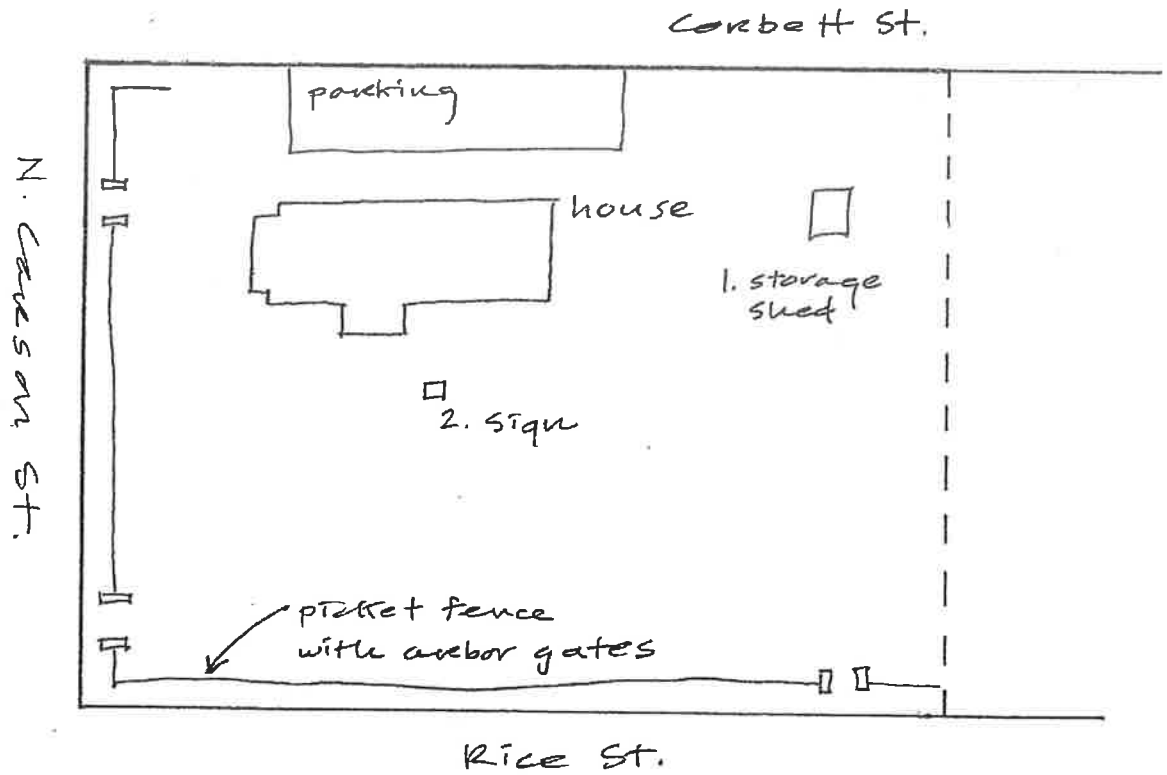 Corbett St.
parking
house
1. storage
shed
N. Carson St.
2. sign
picket fence
with arbor gates
Rice St.